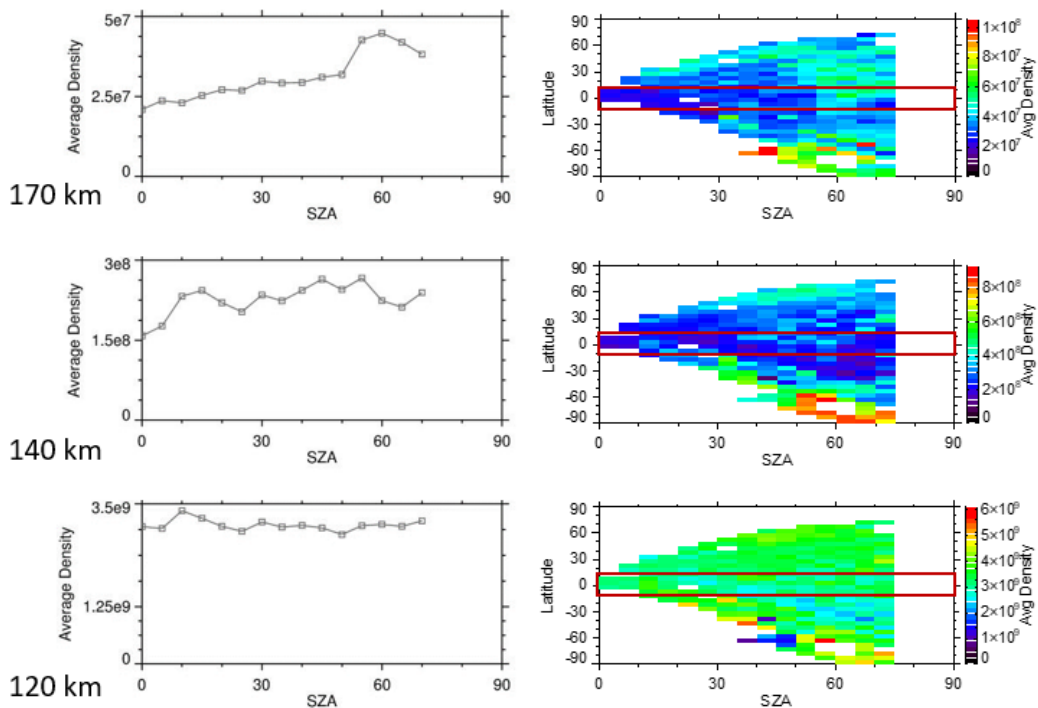 5e7
2.5e7
0
Average Density
0 30 60 90
SZA
170 km
90
60
30
0
-30
-60
-90
Latitude
0 30 60 90
SZA
1×10⁸
8×10⁷
6×10⁷
4×10⁷
2×10⁷
0
Avg Density
3e8
1.5e8
0
Average Density
0 30 60 90
SZA
140 km
90
60
30
0
-30
-60
-90
Latitude
0 30 60 90
SZA
8×10⁸
6×10⁸
4×10⁸
2×10⁸
0
Avg Density
3.5e9
1.25e9
0
Average Density
0 30 60 90
SZA
120 km
90
60
30
0
-30
-60
-90
Latitude
0 30 60 90
SZA
6×10⁹
5×10⁹
4×10⁹
3×10⁹
2×10⁹
1×10⁹
0
Avg Density